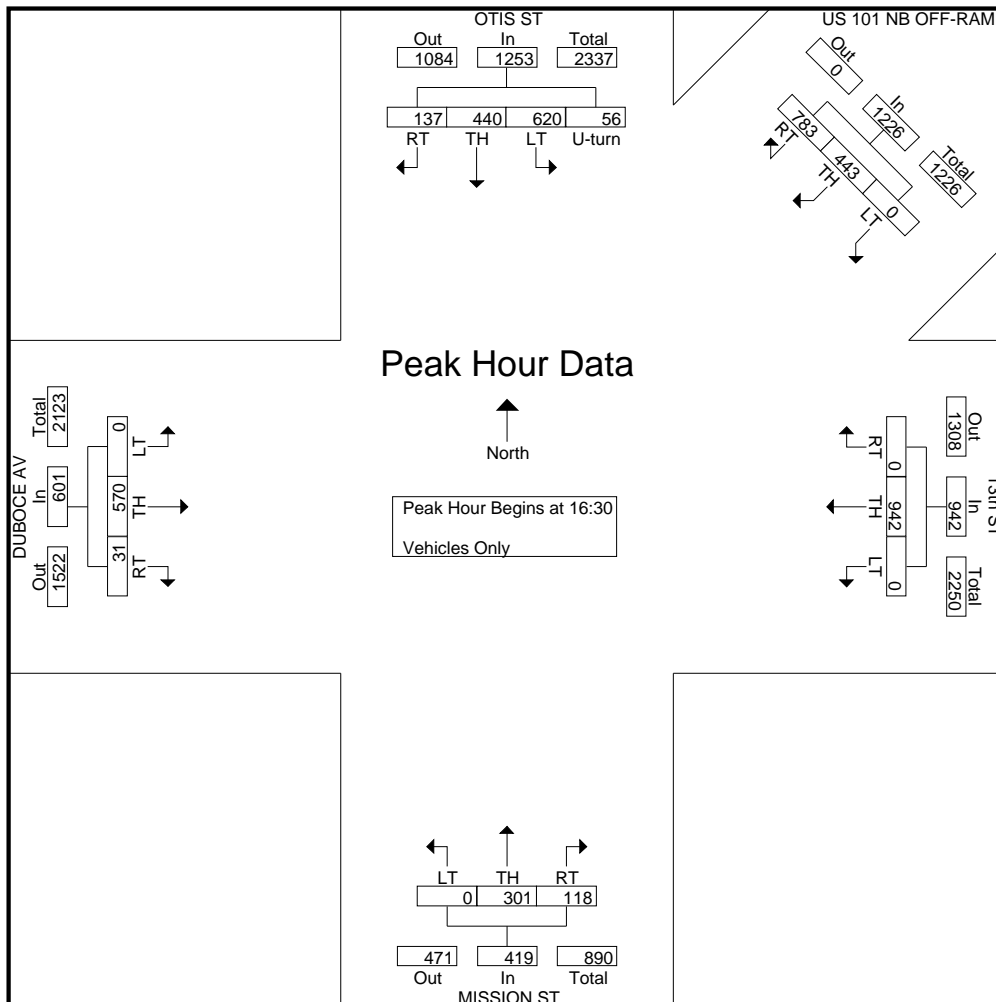 OTIS ST
Out In Total
1084 1253 2337
137 440 620 56
RT TH LT U-turn
US 101 NB OFF-RAM
Out
0
In
1226
Total
1226
783 443 0
RT TH LT
Peak Hour Data
North
Peak Hour Begins at 16:30
Vehicles Only
DUBOCE AV
Out In Total
1522 601 2123
31 570 0
RT TH LT
13th ST
Out In Total
1308 942 2250
0 942 0
RT TH LT
LT TH RT
0 301 118
471 419 890
Out In Total
MISSION ST